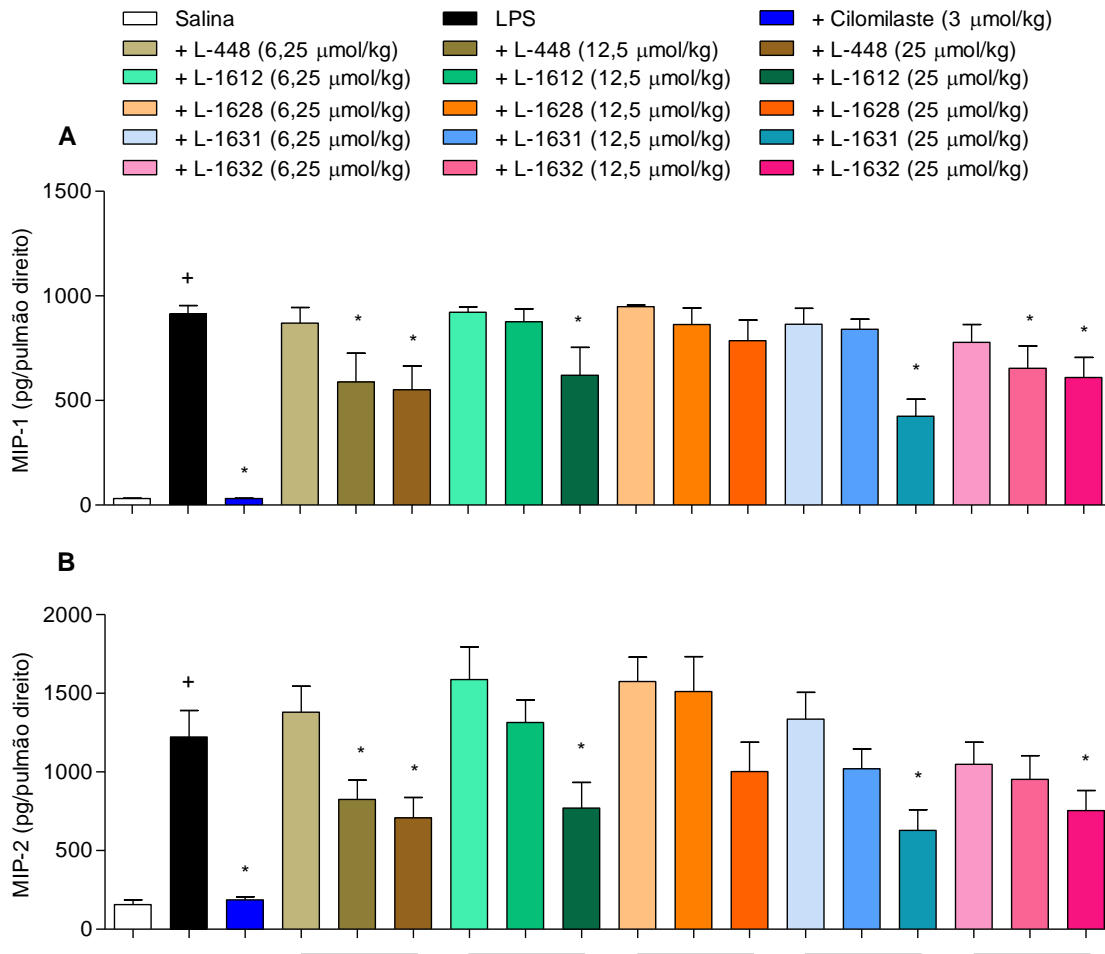 Salina LPS + Cilomilaste (3 μmol/kg)
+ L-448 (6,25 μmol/kg) + L-448 (12,5 μmol/kg) + L-448 (25 μmol/kg)
+ L-1612 (6,25 μmol/kg) + L-1612 (12,5 μmol/kg) + L-1612 (25 μmol/kg)
+ L-1628 (6,25 μmol/kg) + L-1628 (12,5 μmol/kg) + L-1628 (25 μmol/kg)
+ L-1631 (6,25 μmol/kg) + L-1631 (12,5 μmol/kg) + L-1631 (25 μmol/kg)
+ L-1632 (6,25 μmol/kg) + L-1632 (12,5 μmol/kg) + L-1632 (25 μmol/kg)
A
MIP-1 (pg/pulmão direito)
1500
1000
500
0
+
*
*
*
*
*
*
*
B
MIP-2 (pg/pulmão direito)
2000
1500
1000
500
0
+
*
*
*
*
*
*